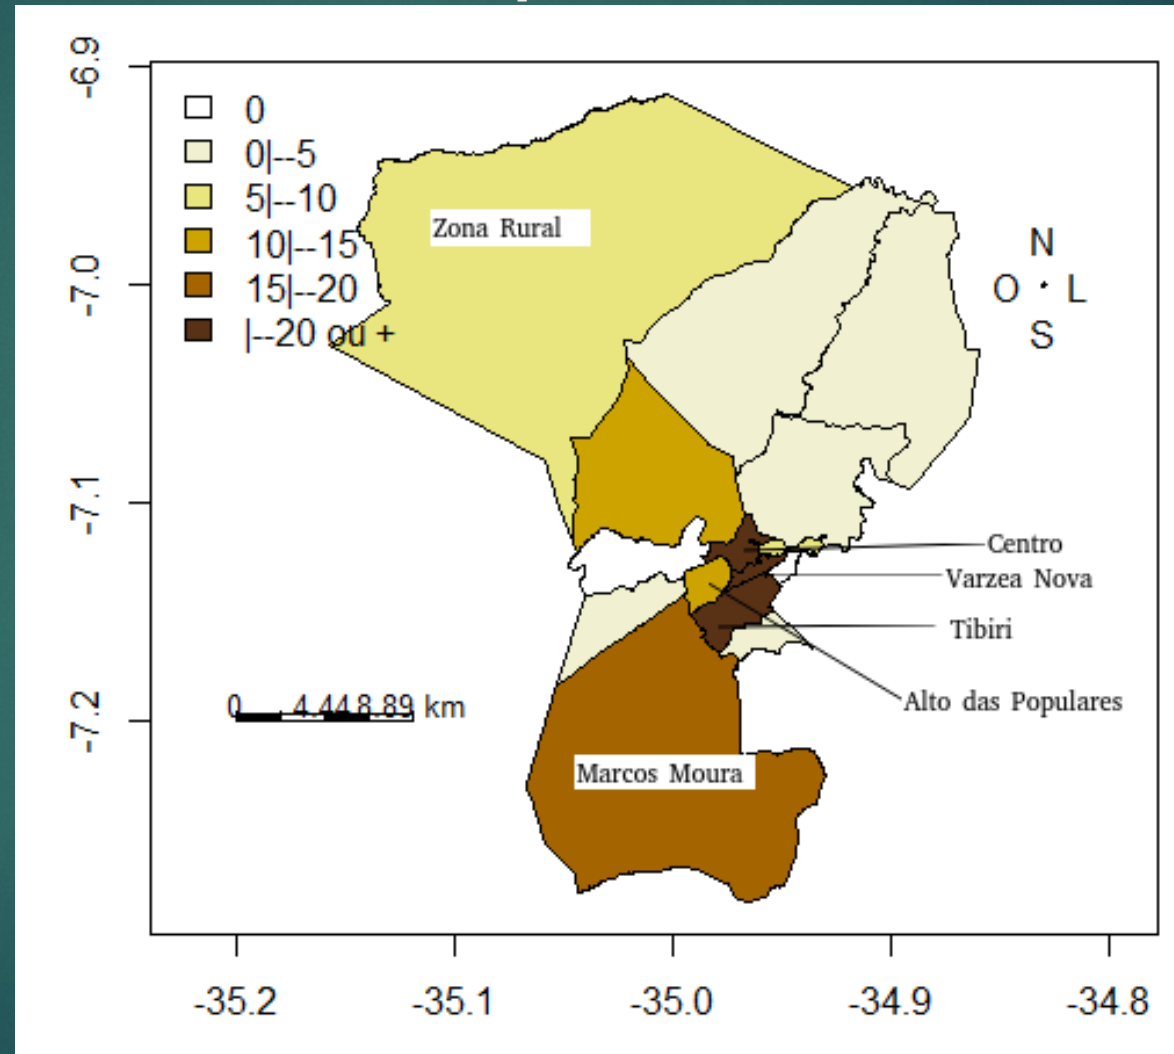 -6.9
-7.0
-7.1
-7.2
0
0|--5
5|--10
10|--15
15|--20
|--20 ou +
Zona Rural
N
O · L
S
Centro
Varzea Nova
Tibiri
Alto das Populares
0 4.448.89 km
Marcos Moura
-35.2 -35.1 -35.0 -34.9 -34.8